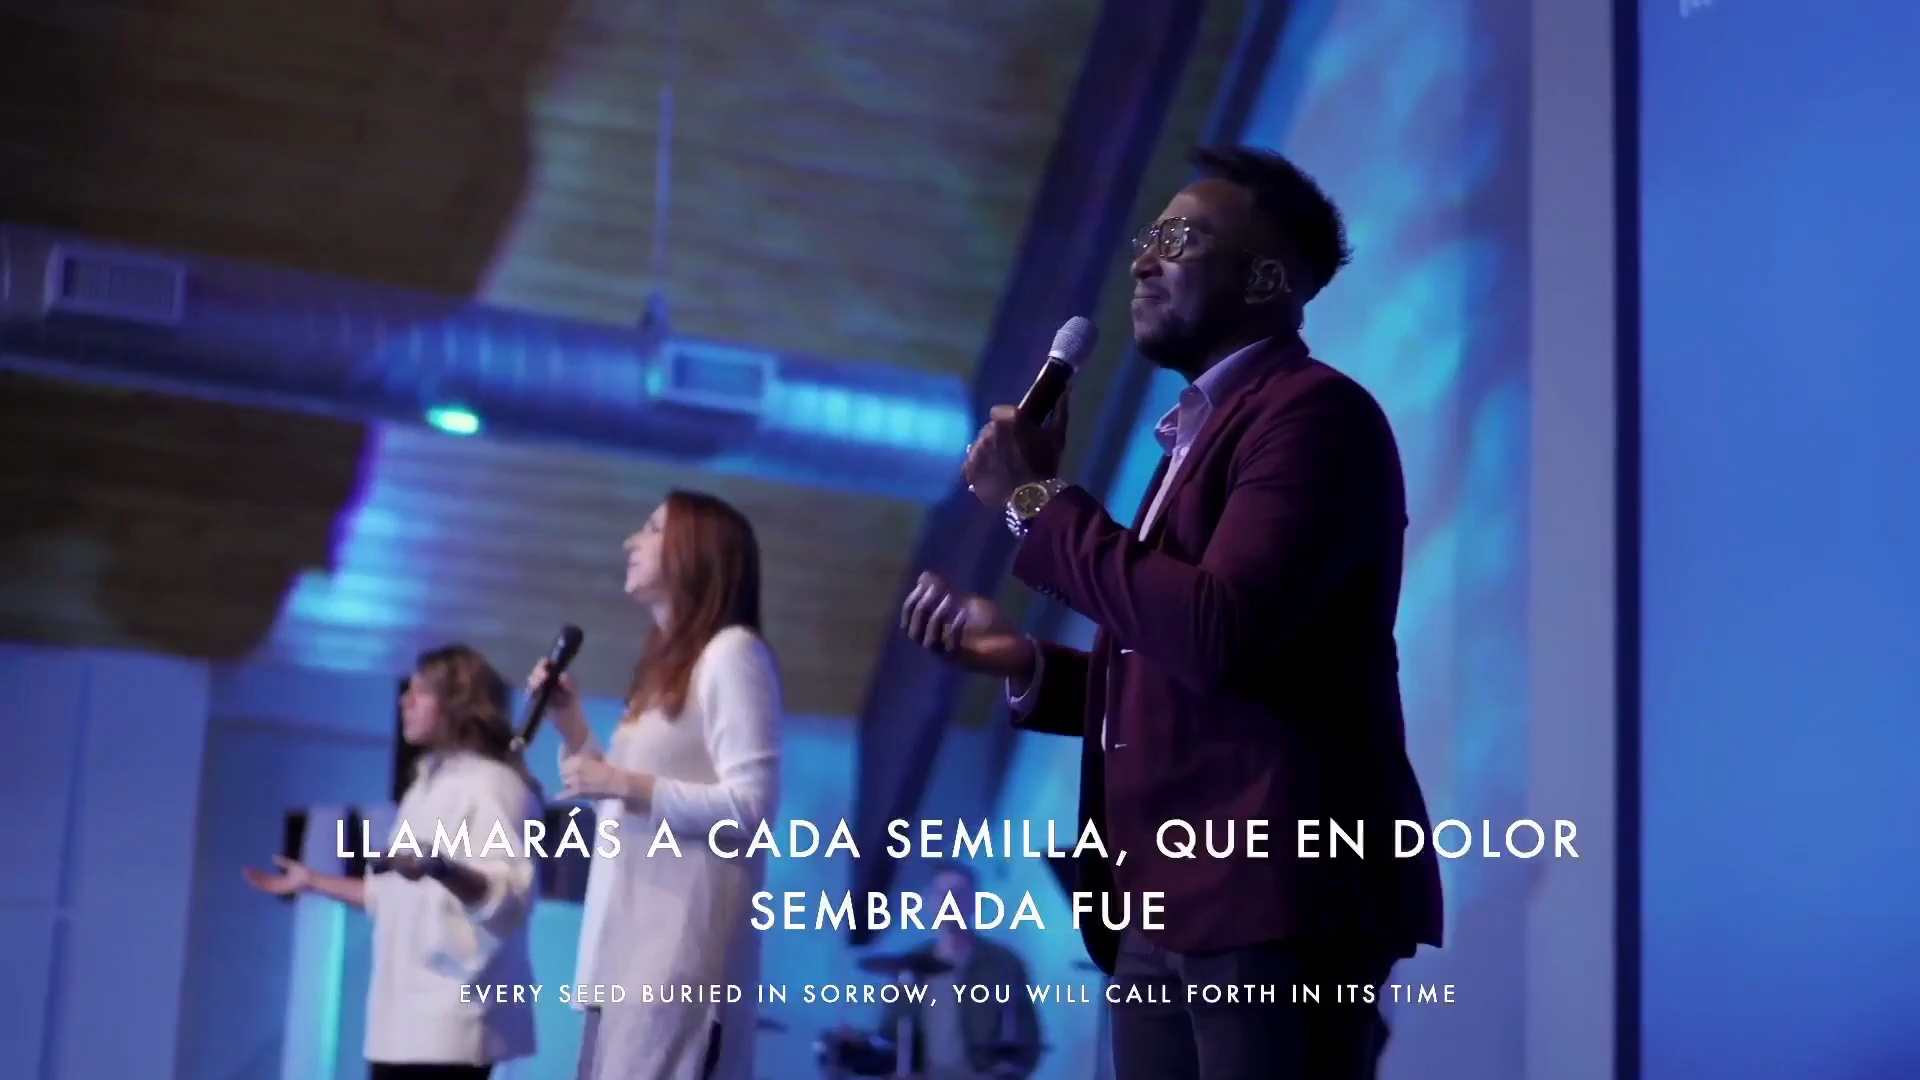 LLAMARÁS A CADA SEMILLA, QUE EN DOLOR
SEMBRADA FUE
EVERY SEED BURIED IN SORROW, YOU WILL CALL FORTH IN ITS TIME